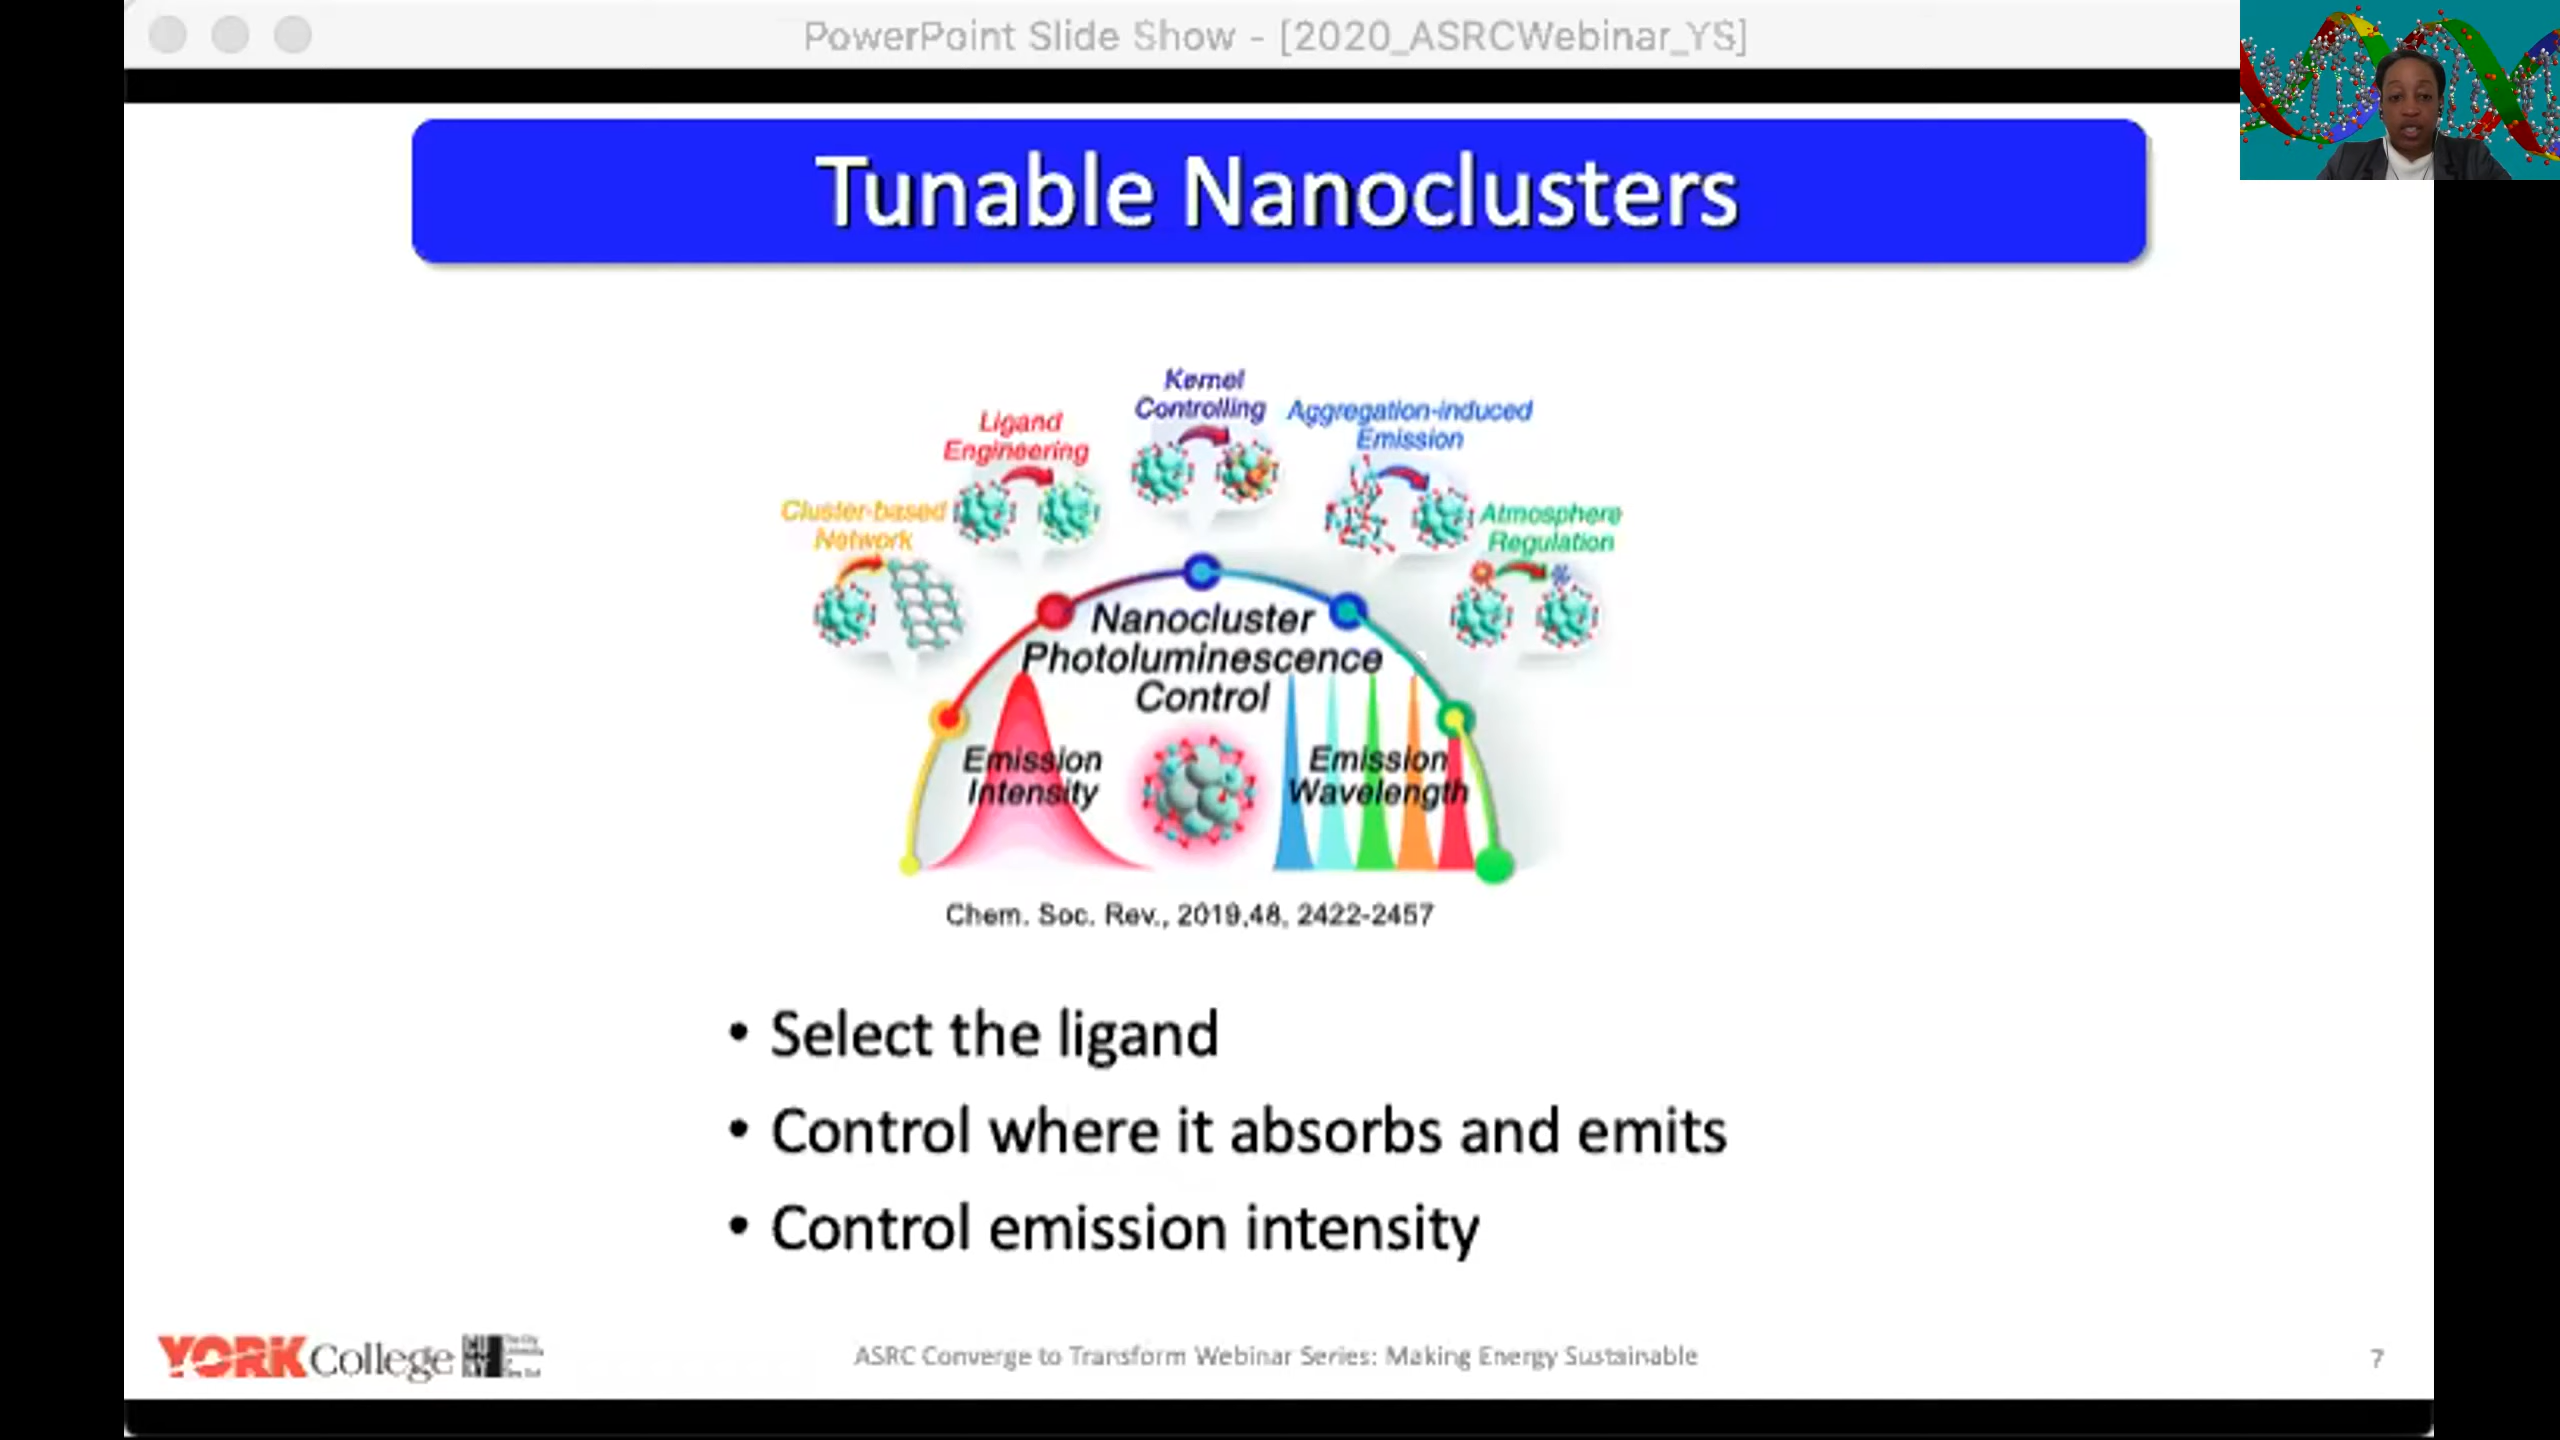 PowerPoint Slide Show - [2020_ASRCWebinar_YS]
Tunable Nanoclusters
Kernel
Controlling
Ligand
Engineering
Aggregation-induced
Emission
Cluster-based
Network
Atmosphere
Regulation
Nanocluster
Photoluminescence
Control
Emission
Intensity
Emission
Wavelength
Chem. Soc. Rev., 2019,48, 2422-2457
• Select the ligand
• Control where it absorbs and emits
• Control emission intensity
YORK College
ASRC Converge to Transform Webinar Series: Making Energy Sustainable
7